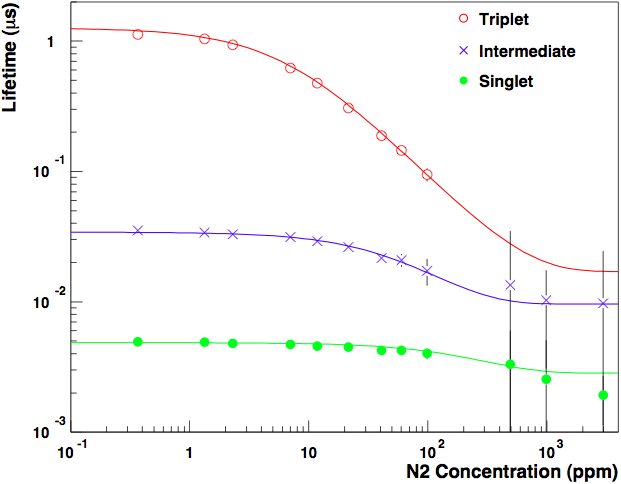 Lifetime (μs)
Triplet
Intermediate
Singlet
1
10⁻¹
10⁻²
10⁻³
10⁻¹ 1 10 10² 10³
N2 Concentration (ppm)